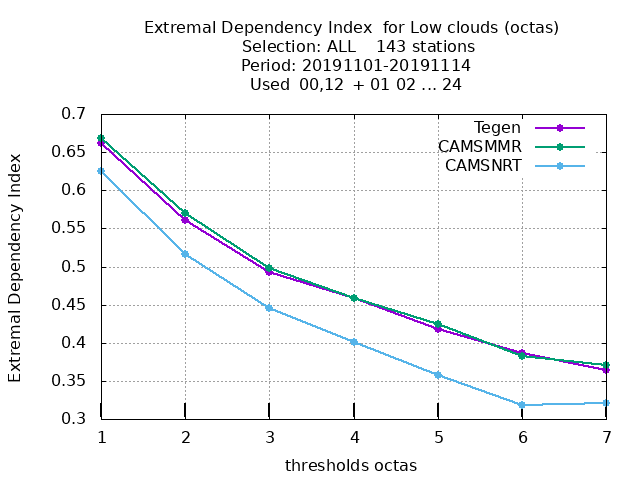 Extremal Dependency Index  for Low clouds (octas)
Selection: ALL    143 stations
Period: 20191101-20191114
Used  00,12  + 01 02 ... 24
Tegen
CAMSMMR
CAMSNRT
Extremal Dependency Index
0.7
0.65
0.6
0.55
0.5
0.45
0.4
0.35
0.3
1 2 3 4 5 6 7
thresholds octas